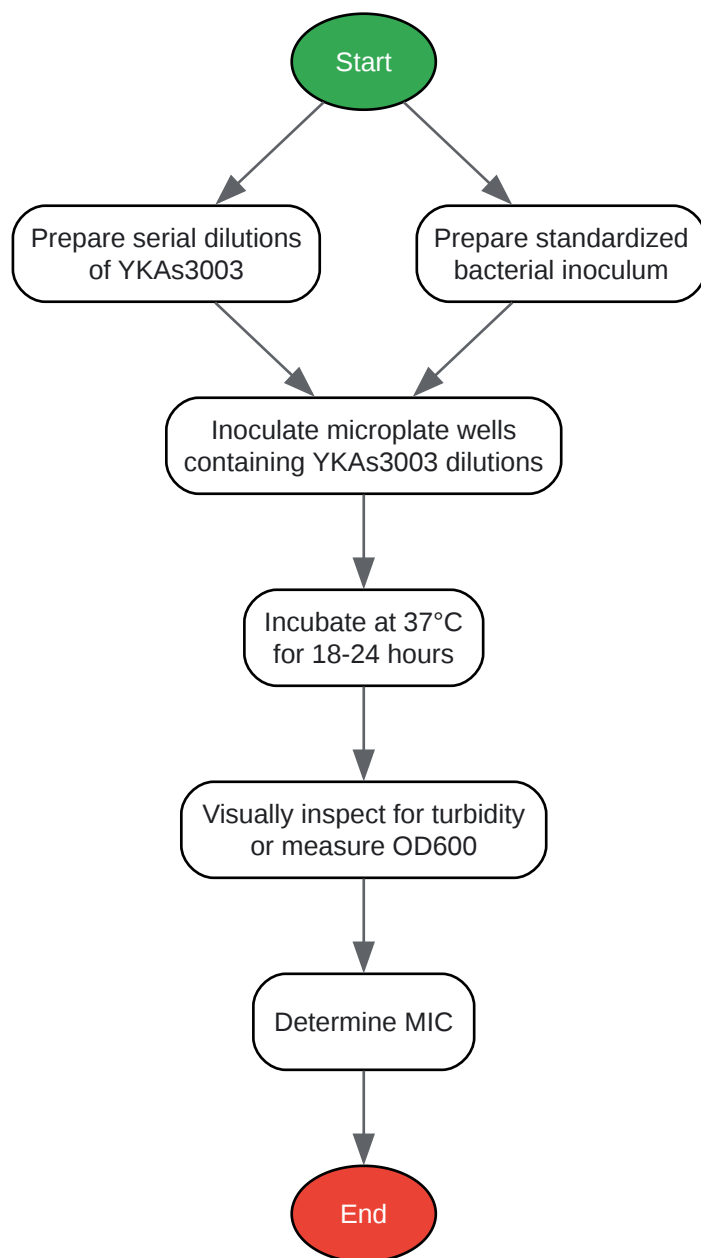 Start
Prepare serial dilutions
of YKAs3003
Prepare standardized
bacterial inoculum
Inoculate microplate wells
containing YKAs3003 dilutions
Incubate at 37°C
for 18-24 hours
Visually inspect for turbidity
or measure OD600
Determine MIC
End